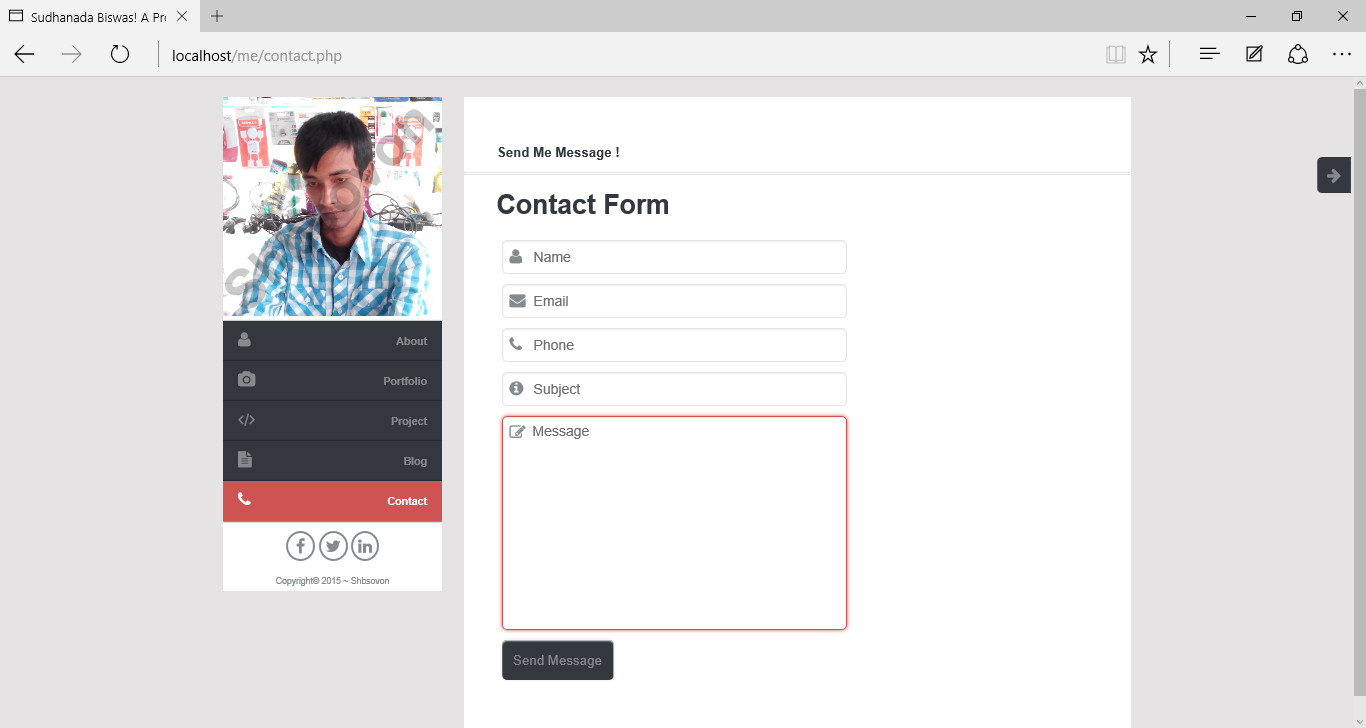 Sudhanada Biswas! A Pr
localhost/me/contact.php
About
Portfolio
Project
Blog
Contact
Copyright© 2015 ~ Shbsovon
Send Me Message !
Contact Form
Name
Email
Phone
Subject
Message
Send Message